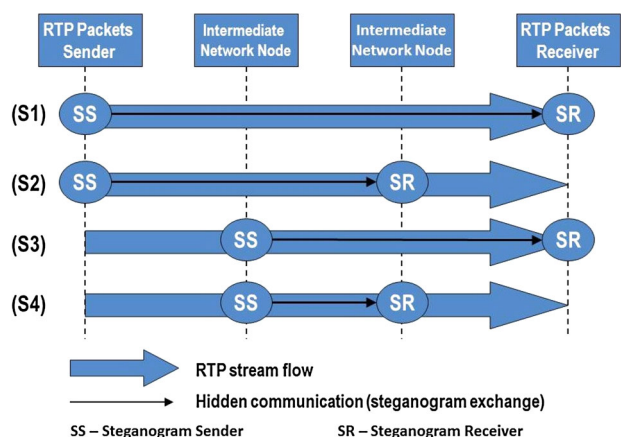 RTP Packets Sender
Intermediate Network Node
Intermediate Network Node
RTP Packets Receiver
(S1) SS SR
(S2) SS SR
(S3) SS SR
(S4) SS SR
RTP stream flow
Hidden communication (steganogram exchange)
SS – Steganogram Sender SR – Steganogram Receiver